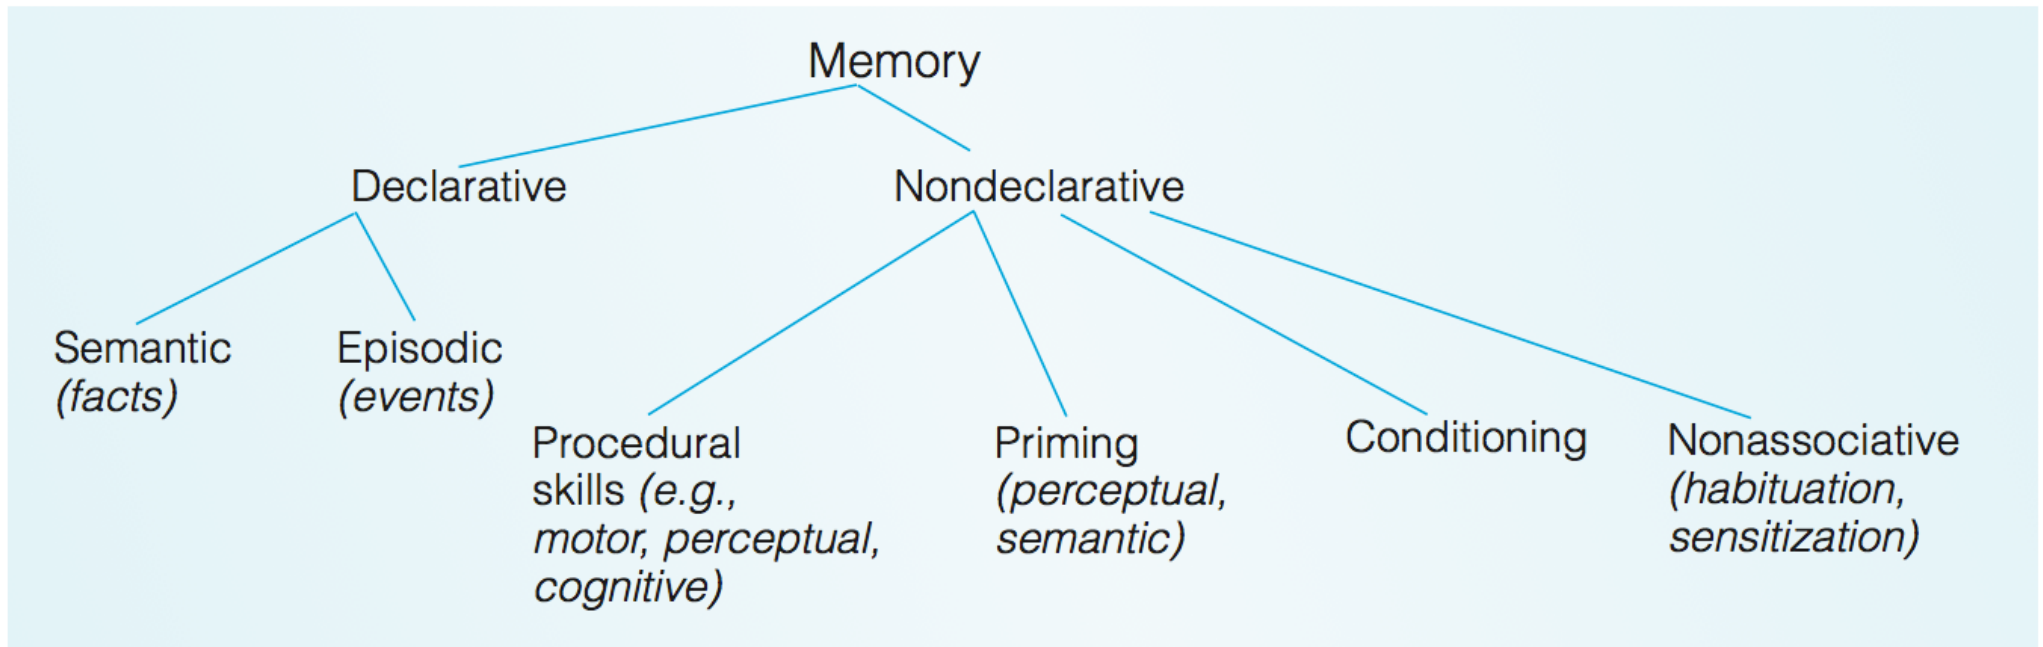 Memory
Declarative
Nondeclarative
Semantic
(facts)
Episodic
(events)
Procedural
skills (e.g.,
motor, perceptual,
cognitive)
Priming
(perceptual,
semantic)
Conditioning
Nonassociative
(habituation,
sensitization)